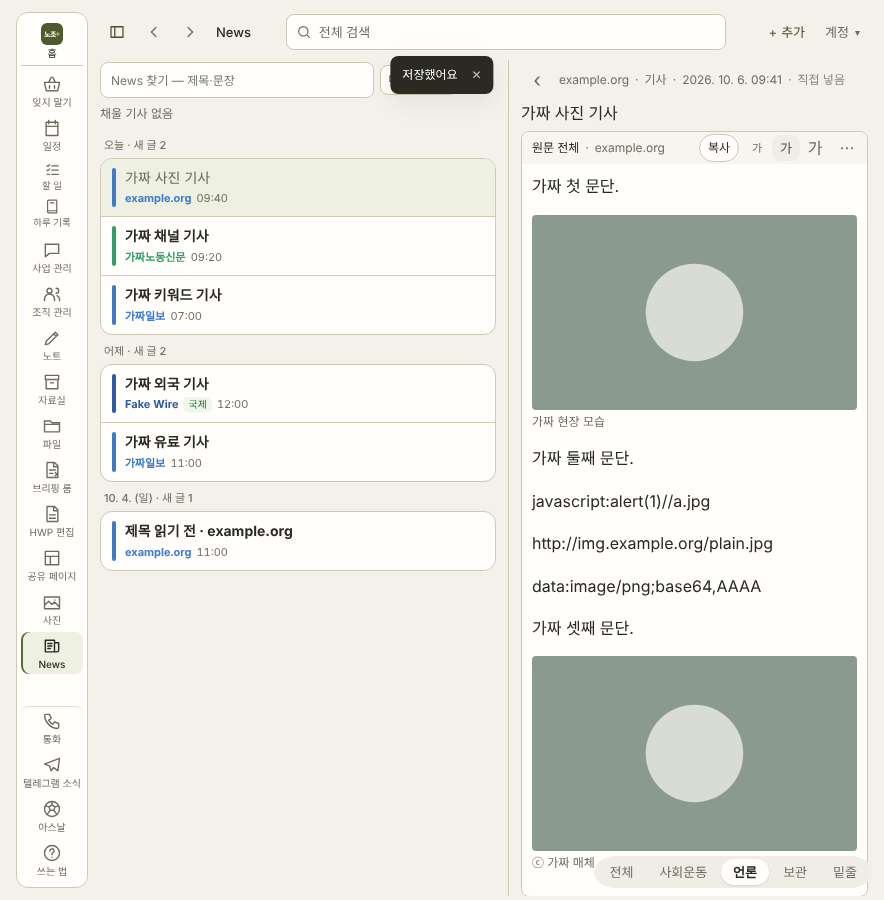 노조+
홈
잊지 말기
일정
할 일
하루 기록
사업 관리
조직 관리
노트
자료실
파일
브리핑 룸
HWP 편집
공유 페이지
사진
News
통화
텔레그램 소식
아스날
쓰는 법
News
전체 검색
+ 추가
계정 ▾
News 찾기 — 제목·문장
저장했어요 ✕
채울 기사 없음
오늘 · 새 글 2
가짜 사진 기사
example.org 09:40
가짜 채널 기사
가짜노동신문 09:20
가짜 키워드 기사
가짜일보 07:00
어제 · 새 글 2
가짜 외국 기사
Fake Wire 국제 12:00
가짜 유료 기사
가짜일보 11:00
10. 4. (일) · 새 글 1
제목 읽기 전 · example.org
example.org 11:00
example.org · 기사 · 2026. 10. 6. 09:41 · 직접 넣음
가짜 사진 기사
원문 전체 · example.org 복사 가 가 가 ⋯
가짜 첫 문단.
가짜 현장 모습
가짜 둘째 문단.
javascript:alert(1)//a.jpg
http://img.example.org/plain.jpg
data:image/png;base64,AAAA
가짜 셋째 문단.
ⓒ 가짜 매체
전체 사회운동 언론 보관 밑줄